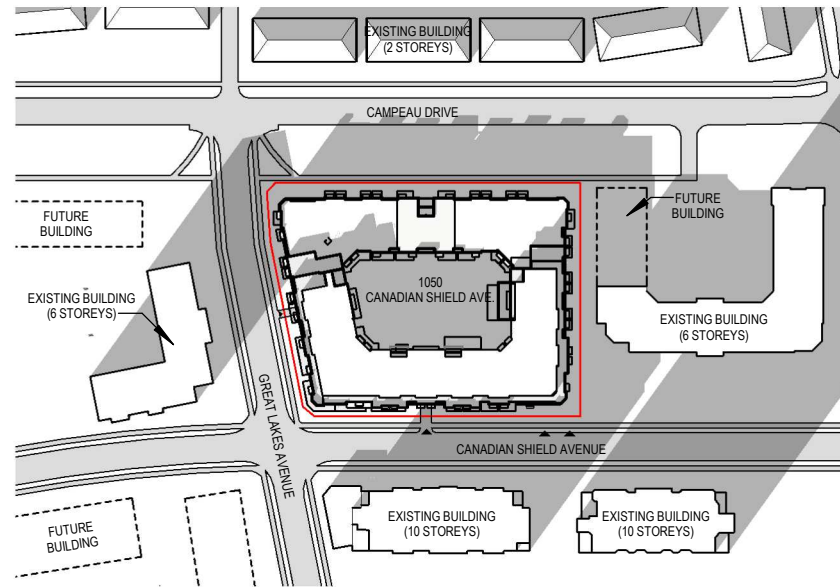 EXISTING BUILDING
(2 STOREYS)
CAMPEAU DRIVE
FUTURE
BUILDING
FUTURE
BUILDING
1050
CANADIAN SHIELD AVE.
EXISTING BUILDING
(6 STOREYS)
EXISTING BUILDING
(6 STOREYS)
GREAT LAKES AVENUE
CANADIAN SHIELD AVENUE
EXISTING BUILDING
(10 STOREYS)
EXISTING BUILDING
(10 STOREYS)
FUTURE
BUILDING